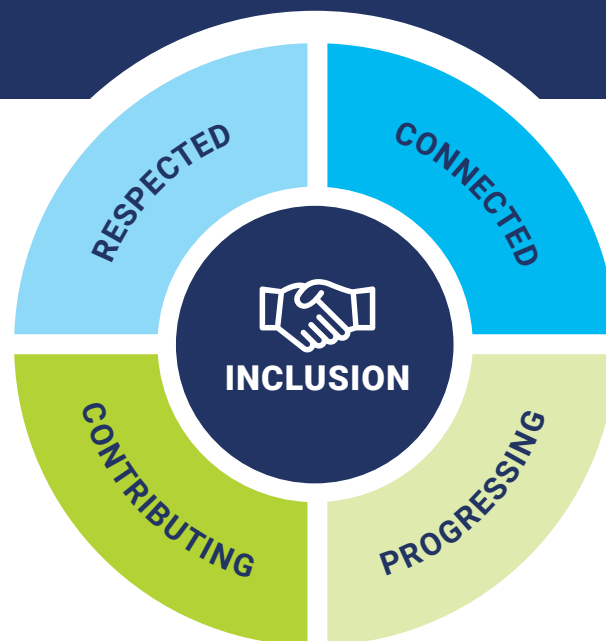 RESPECTED
CONNECTED
INCLUSION
CONTRIBUTING
PROGRESSING